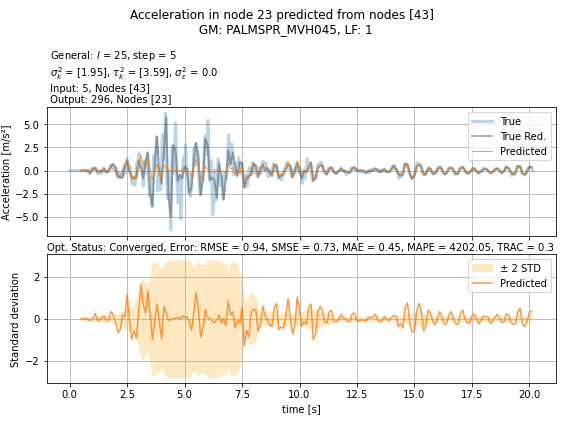 Acceleration in node 23 predicted from nodes [43]
GM: PALMSPR_MVH045, LF: 1
General: l = 25, step = 5
σ²ₖ = [1.95], τ²ₖ = [3.59], σ²ε = 0.0
Input: 5, Nodes [43]
Output: 296, Nodes [23]
Acceleration [m/s²]
5.0
2.5
0.0
−2.5
−5.0
True
True Red.
Predicted
Opt. Status: Converged, Error: RMSE = 0.94, SMSE = 0.73, MAE = 0.45, MAPE = 4202.05, TRAC = 0.3
Standard deviation
2
0
−2
± 2 STD
Predicted
0.0 2.5 5.0 7.5 10.0 12.5 15.0 17.5 20.0
time [s]